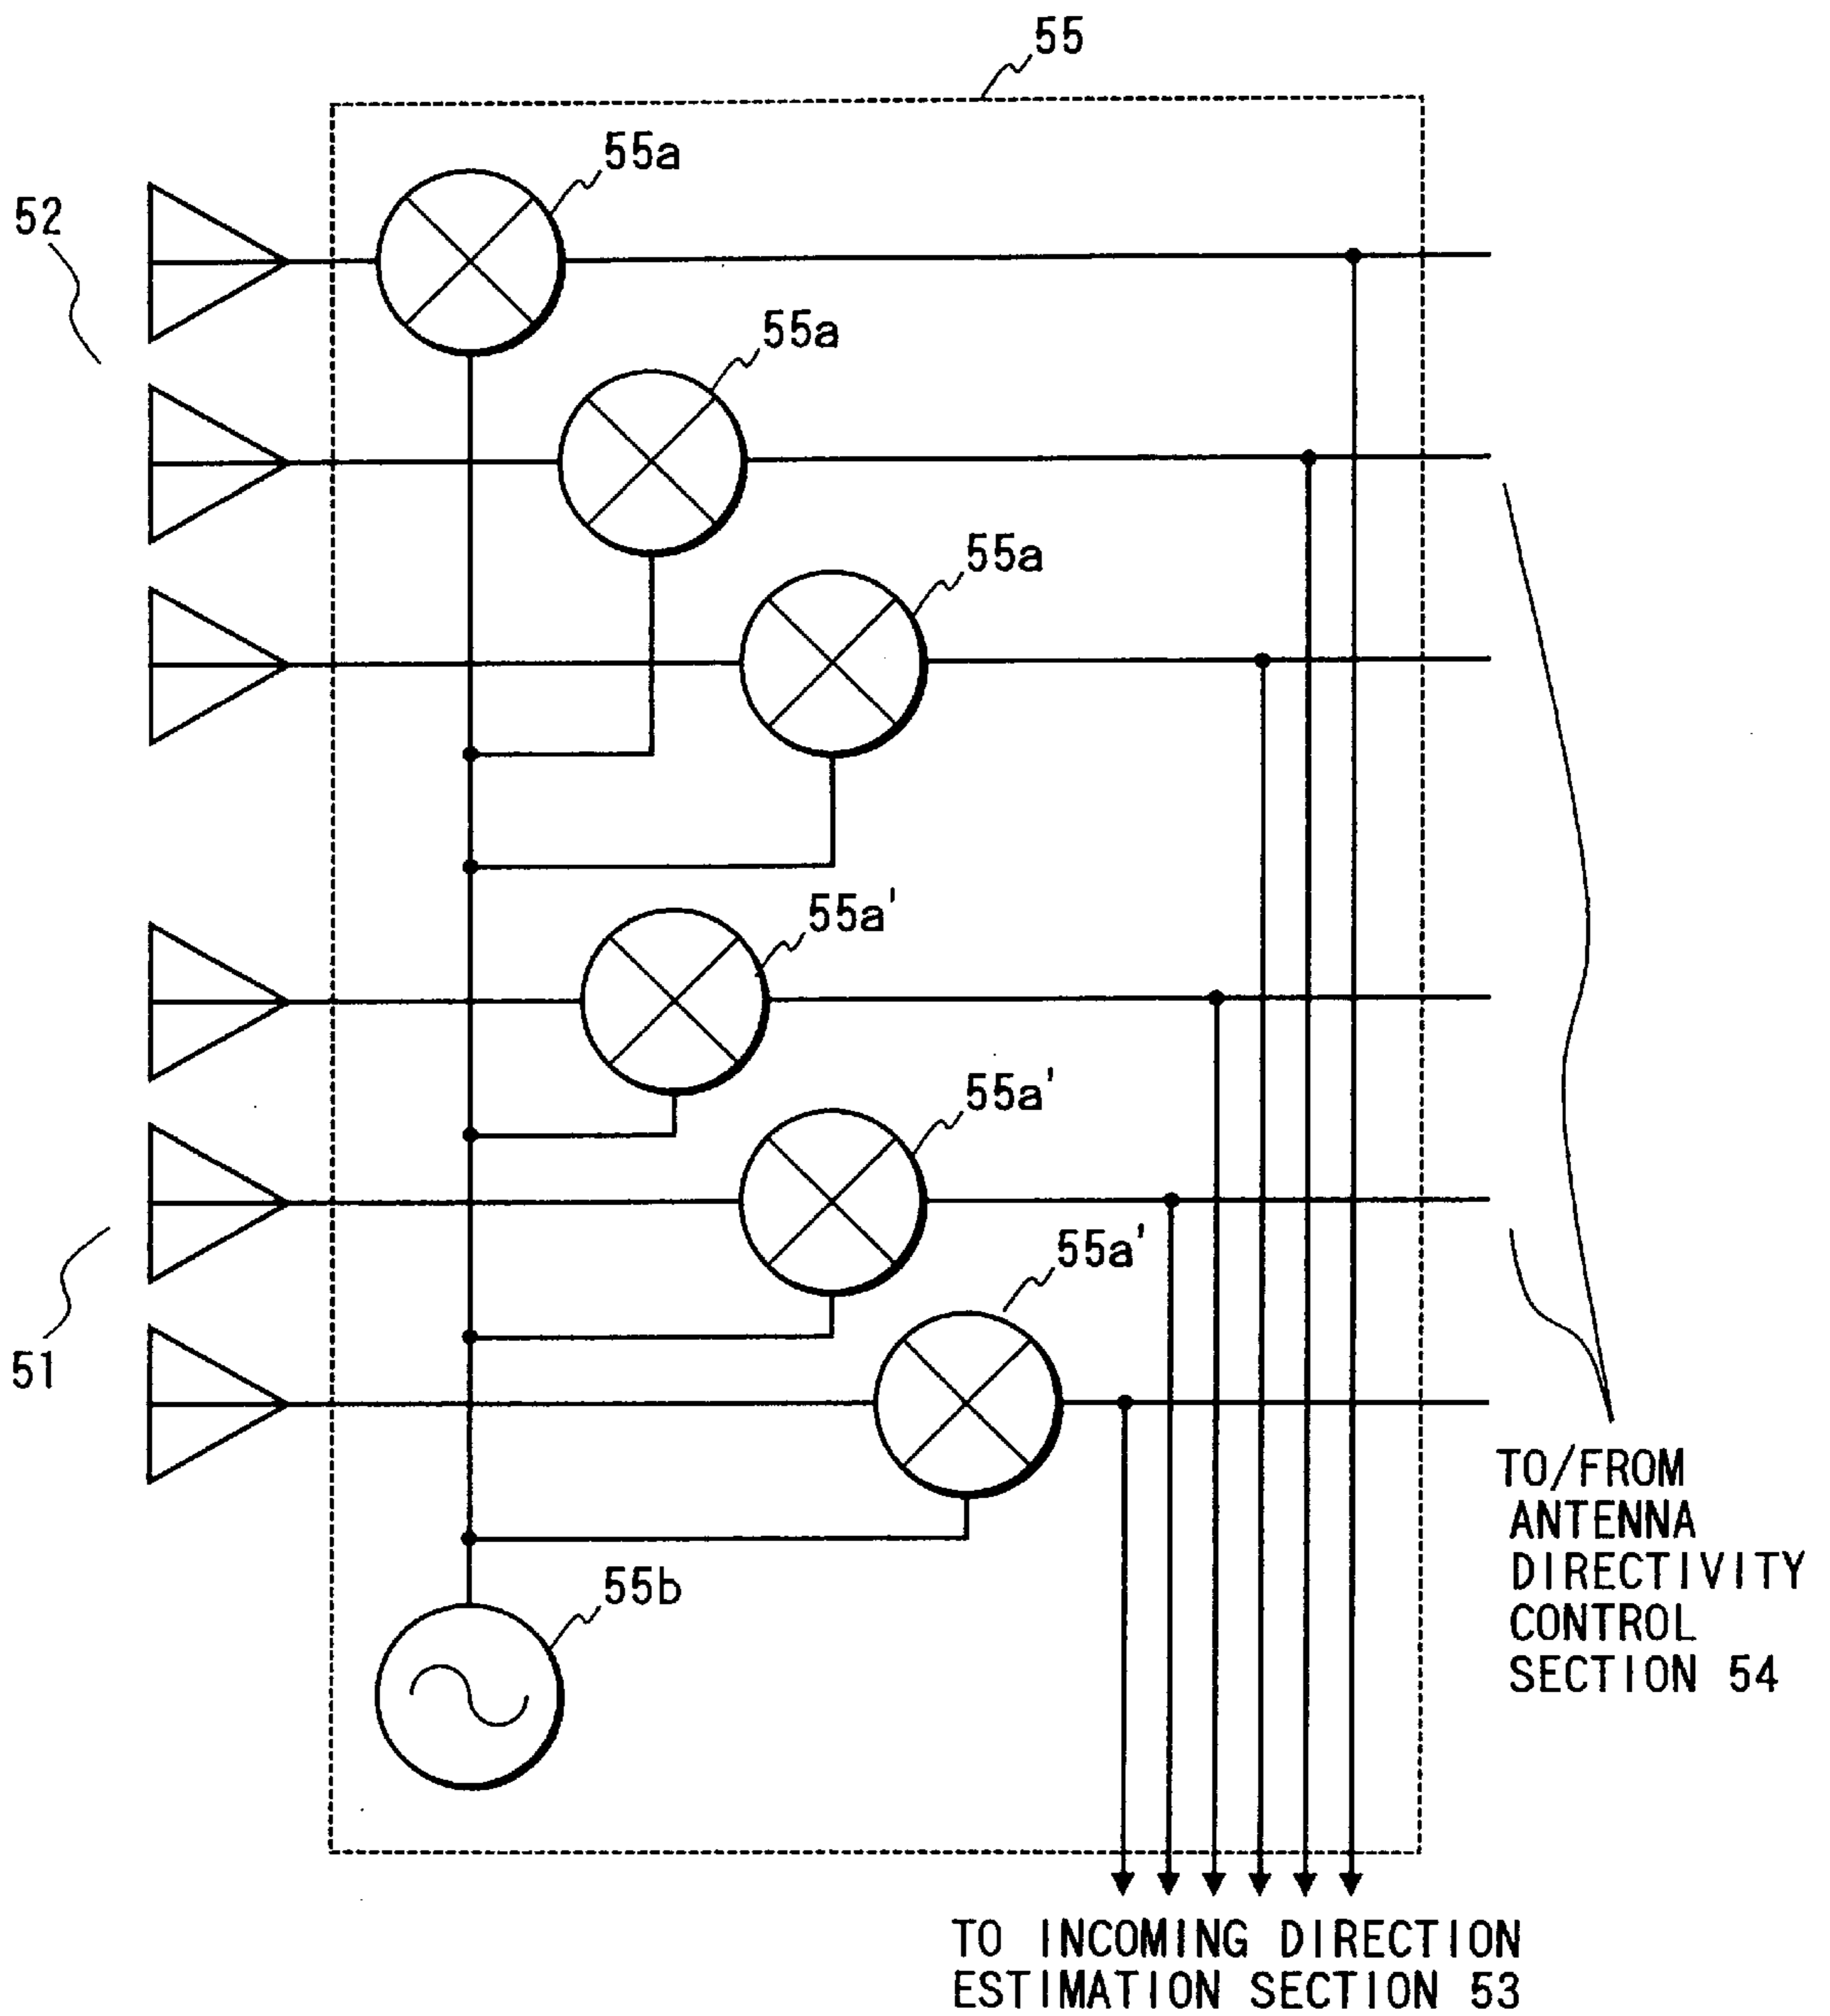 55
55a
52
55a
55a
55a'
55a'
55a'
51
TO/FROM
ANTENNA
DIRECTIVITY
CONTROL
SECTION 54
55b
TO INCOMING DIRECTION
ESTIMATION SECTION 53